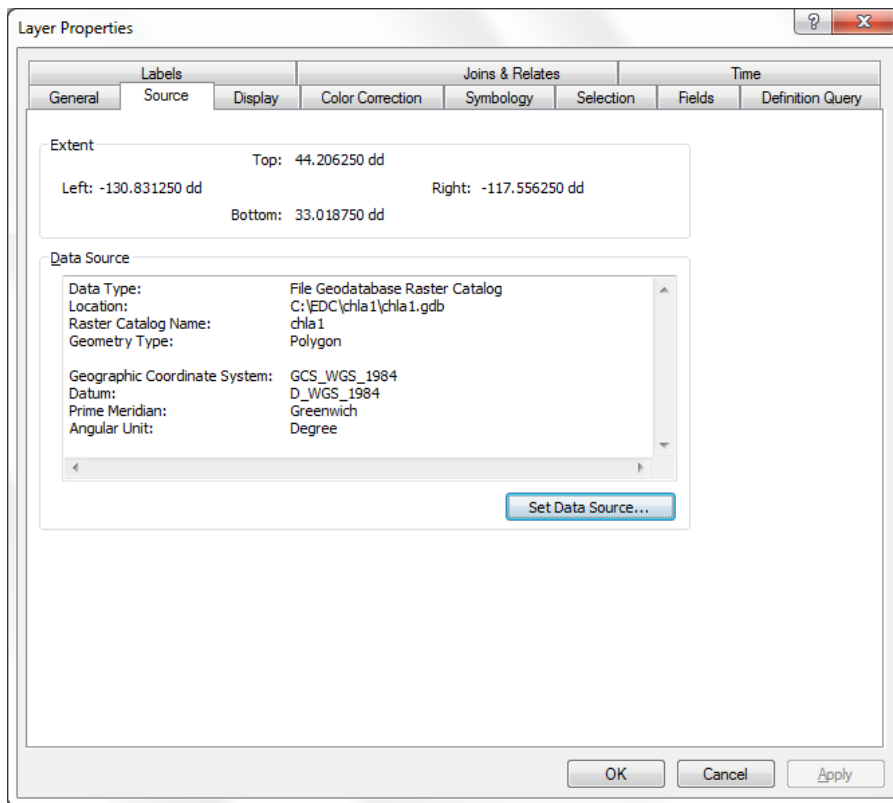 Layer Properties
Labels Joins & Relates Time
General Source Display Color Correction Symbology Selection Fields Definition Query
Extent
Top: 44.206250 dd
Left: -130.831250 dd Right: -117.556250 dd
Bottom: 33.018750 dd
Data Source
Data Type: File Geodatabase Raster Catalog
Location: C:\EDC\chla1\chla1.gdb
Raster Catalog Name: chla1
Geometry Type: Polygon
Geographic Coordinate System: GCS_WGS_1984
Datum: D_WGS_1984
Prime Meridian: Greenwich
Angular Unit: Degree
Set Data Source...
OK Cancel Apply